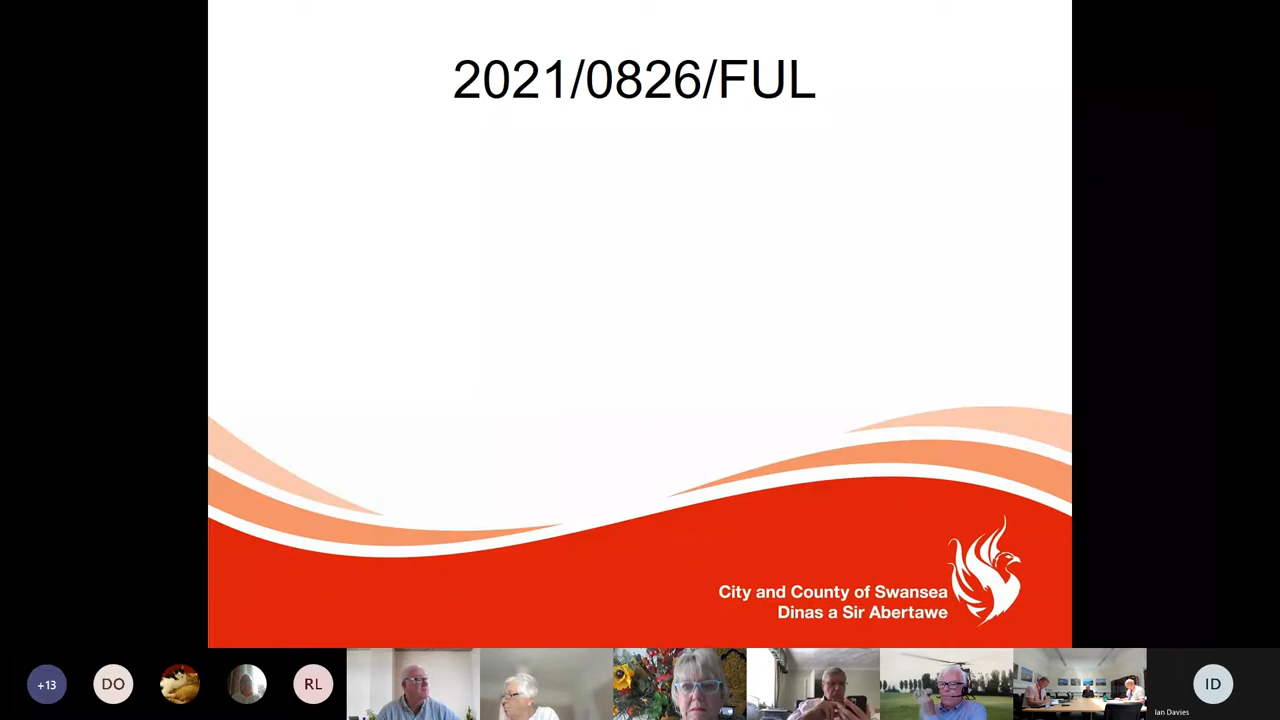 2021/0826/FUL
City and County of Swansea
Dinas a Sir Abertawe
+13
DO
RL
ID
Ian Davies